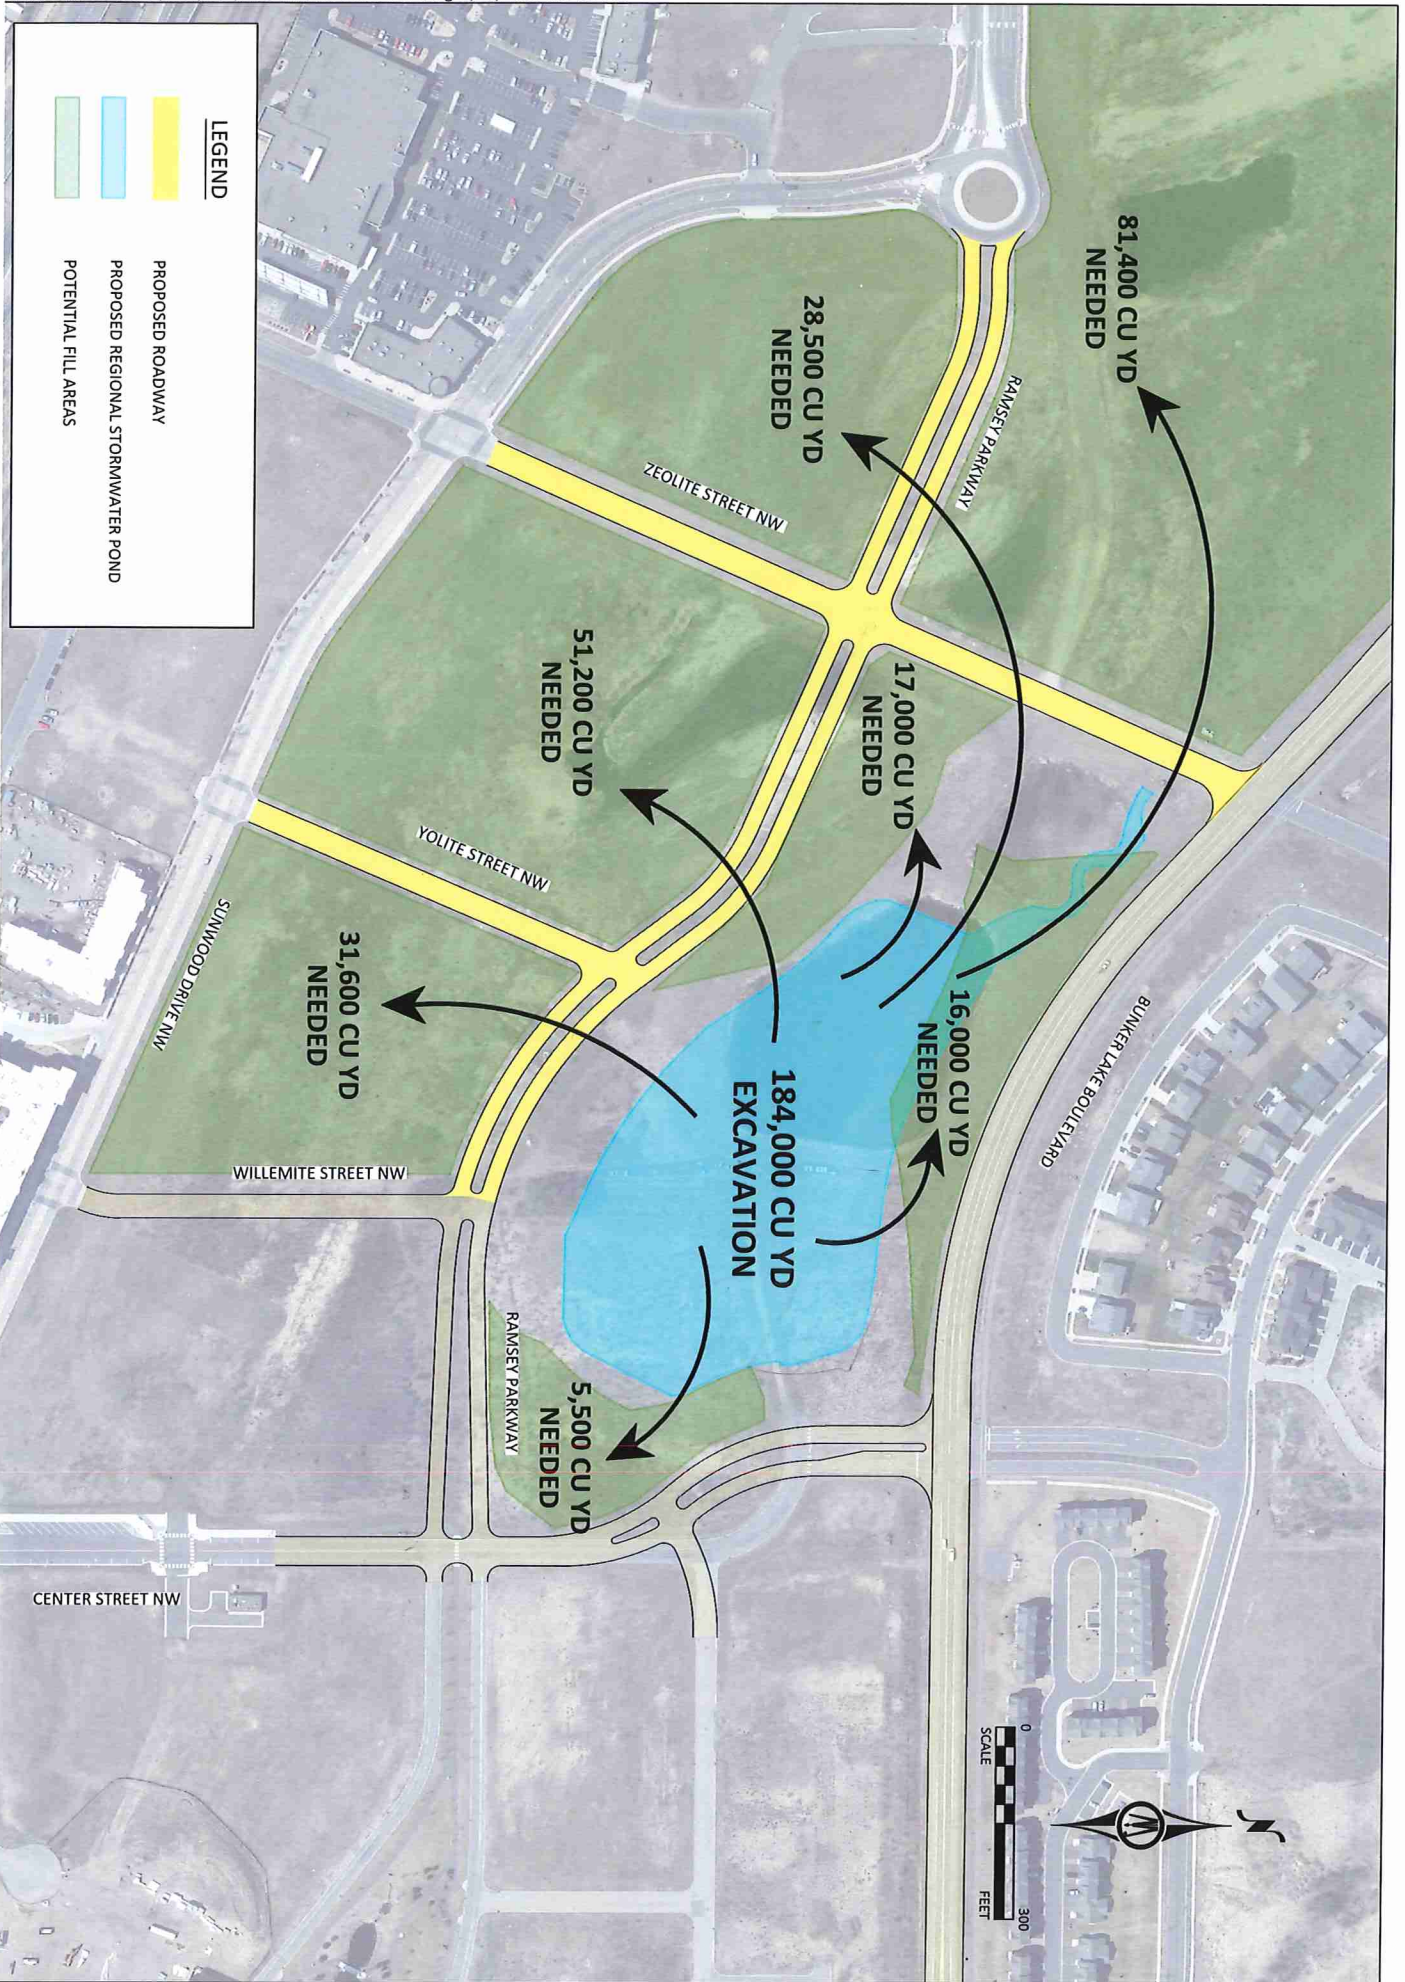 81,400 CU YD
NEEDED
28,500 CU YD
NEEDED
RAMSEY PARKWAY
ZEOLITE STREET NW
17,000 CU YD
NEEDED
51,200 CU YD
NEEDED
YOLITE STREET NW
16,000 CU YD
NEEDED
BUNKER LAKE BOULEVARD
31,600 CU YD
NEEDED
SUNWOOD DRIVE NW
184,000 CU YD
EXCAVATION
WILLEMITE STREET NW
RAMSEY PARKWAY
5,500 CU YD
NEEDED
CENTER STREET NW
LEGEND
PROPOSED ROADWAY
PROPOSED REGIONAL STORMWATER POND
POTENTIAL FILL AREAS
N
0
300
SCALE
FEET